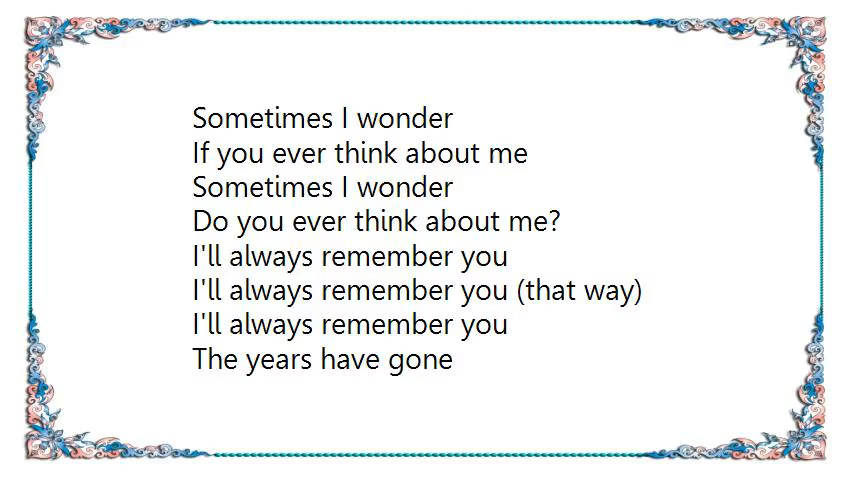 Sometimes I wonder
If you ever think about me
Sometimes I wonder
Do you ever think about me?
I'll always remember you
I'll always remember you (that way)
I'll always remember you
The years have gone